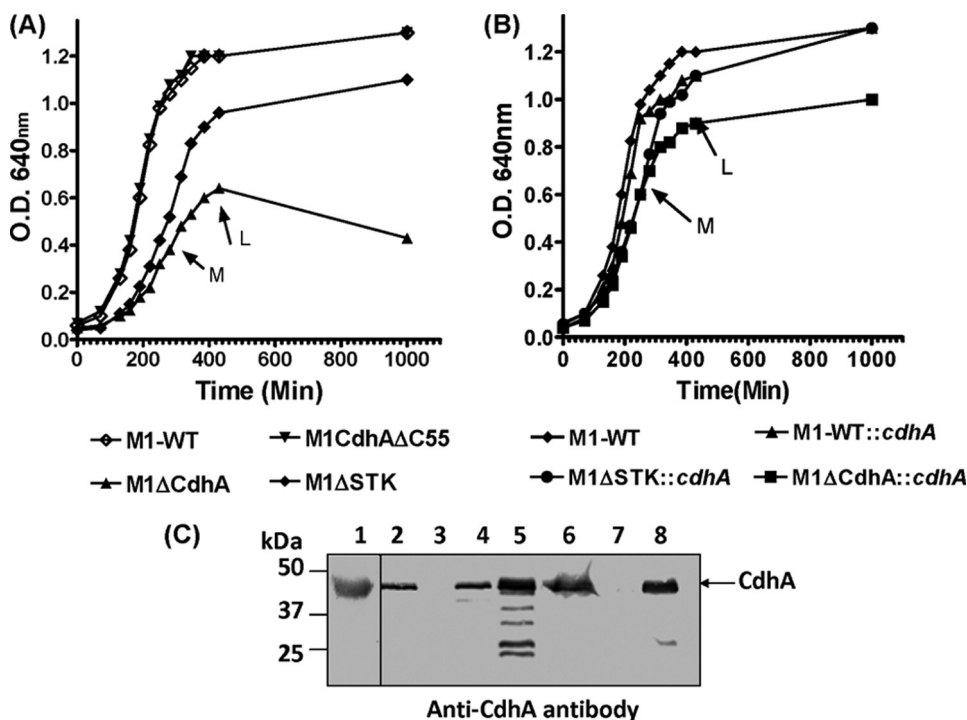 (A)
O.D. 640nm
1.2
1.0
0.8
0.6
0.4
0.2
0.0
0 200 400 600 800 1000
Time (Min)
M
L
M1-WT
M1CdhAΔC55
M1ΔCdhA
M1ΔSTK
(B)
O.D. 640nm
1.2
1.0
0.8
0.6
0.4
0.2
0.0
0 200 400 600 800 1000
Time(Min)
L
M
M1-WT
M1-WT::cdhA
M1ΔSTK::cdhA
M1ΔCdhA::cdhA
(C)
kDa
1 2 3 4 5 6 7 8
50
37
25
CdhA
Anti-CdhA antibody